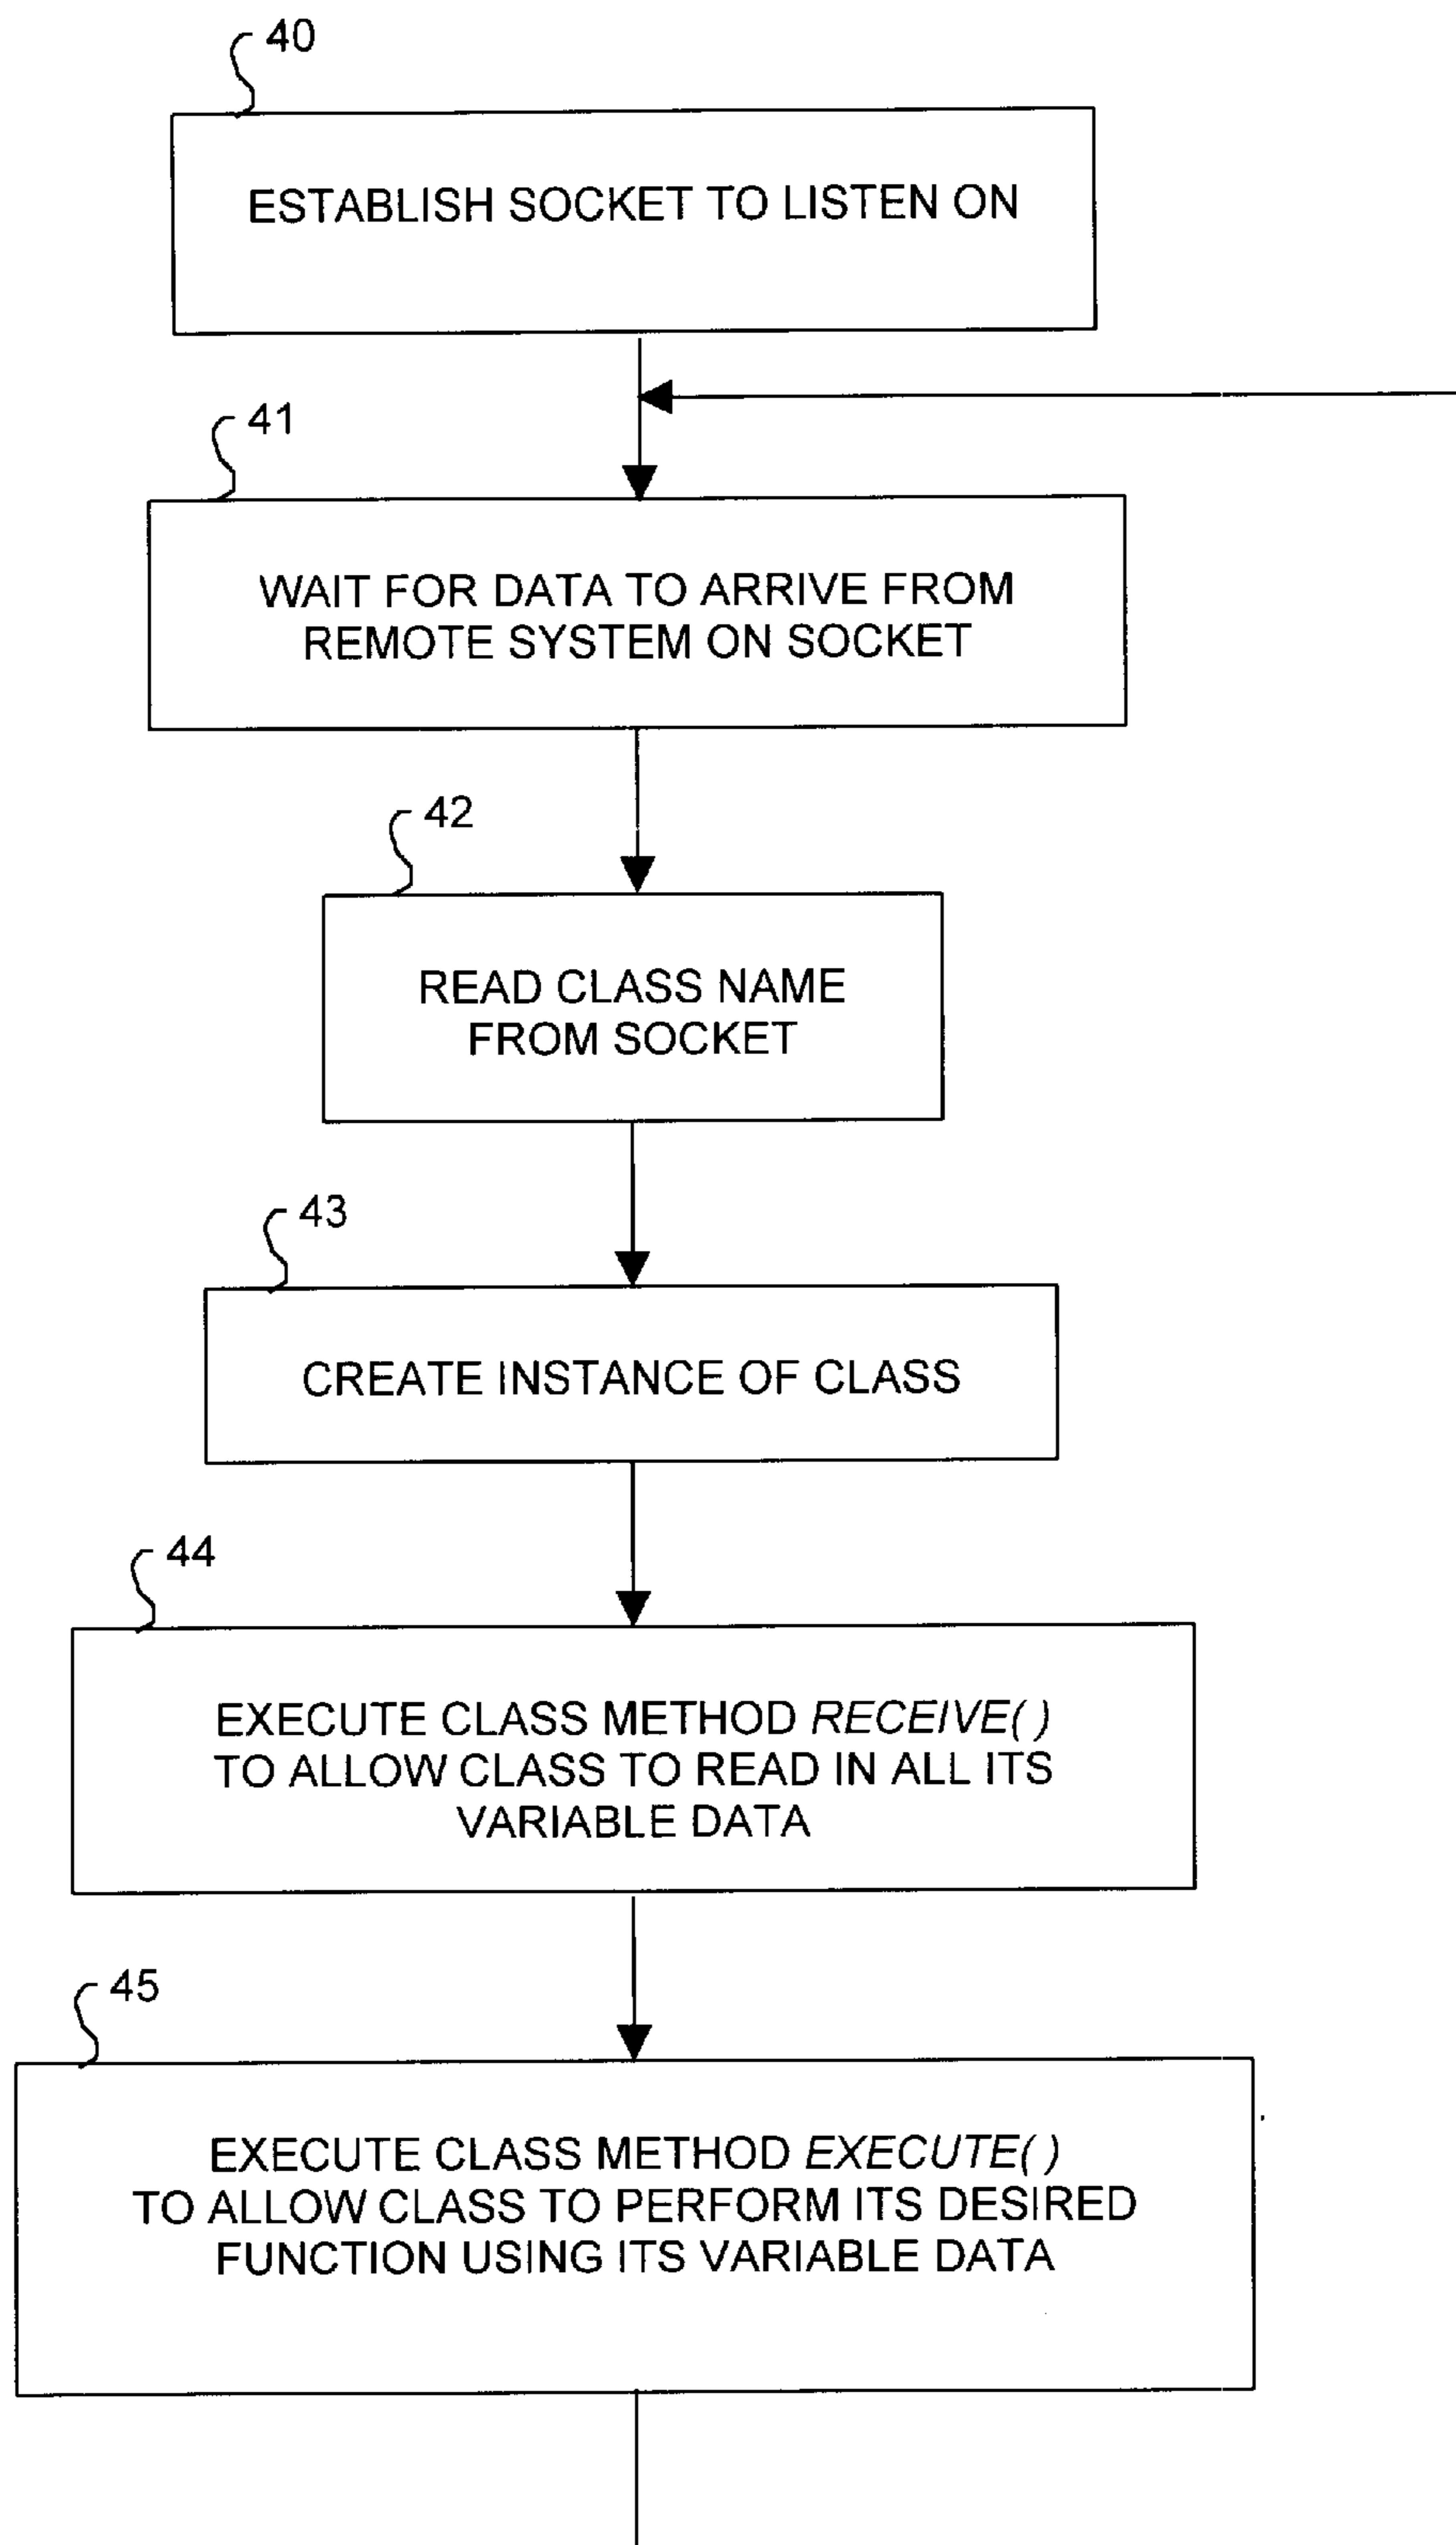 40
ESTABLISH SOCKET TO LISTEN ON
41
WAIT FOR DATA TO ARRIVE FROM
REMOTE SYSTEM ON SOCKET
42
READ CLASS NAME
FROM SOCKET
43
CREATE INSTANCE OF CLASS
44
EXECUTE CLASS METHOD RECEIVE( )
TO ALLOW CLASS TO READ IN ALL ITS
VARIABLE DATA
45
EXECUTE CLASS METHOD EXECUTE( )
TO ALLOW CLASS TO PERFORM ITS DESIRED
FUNCTION USING ITS VARIABLE DATA